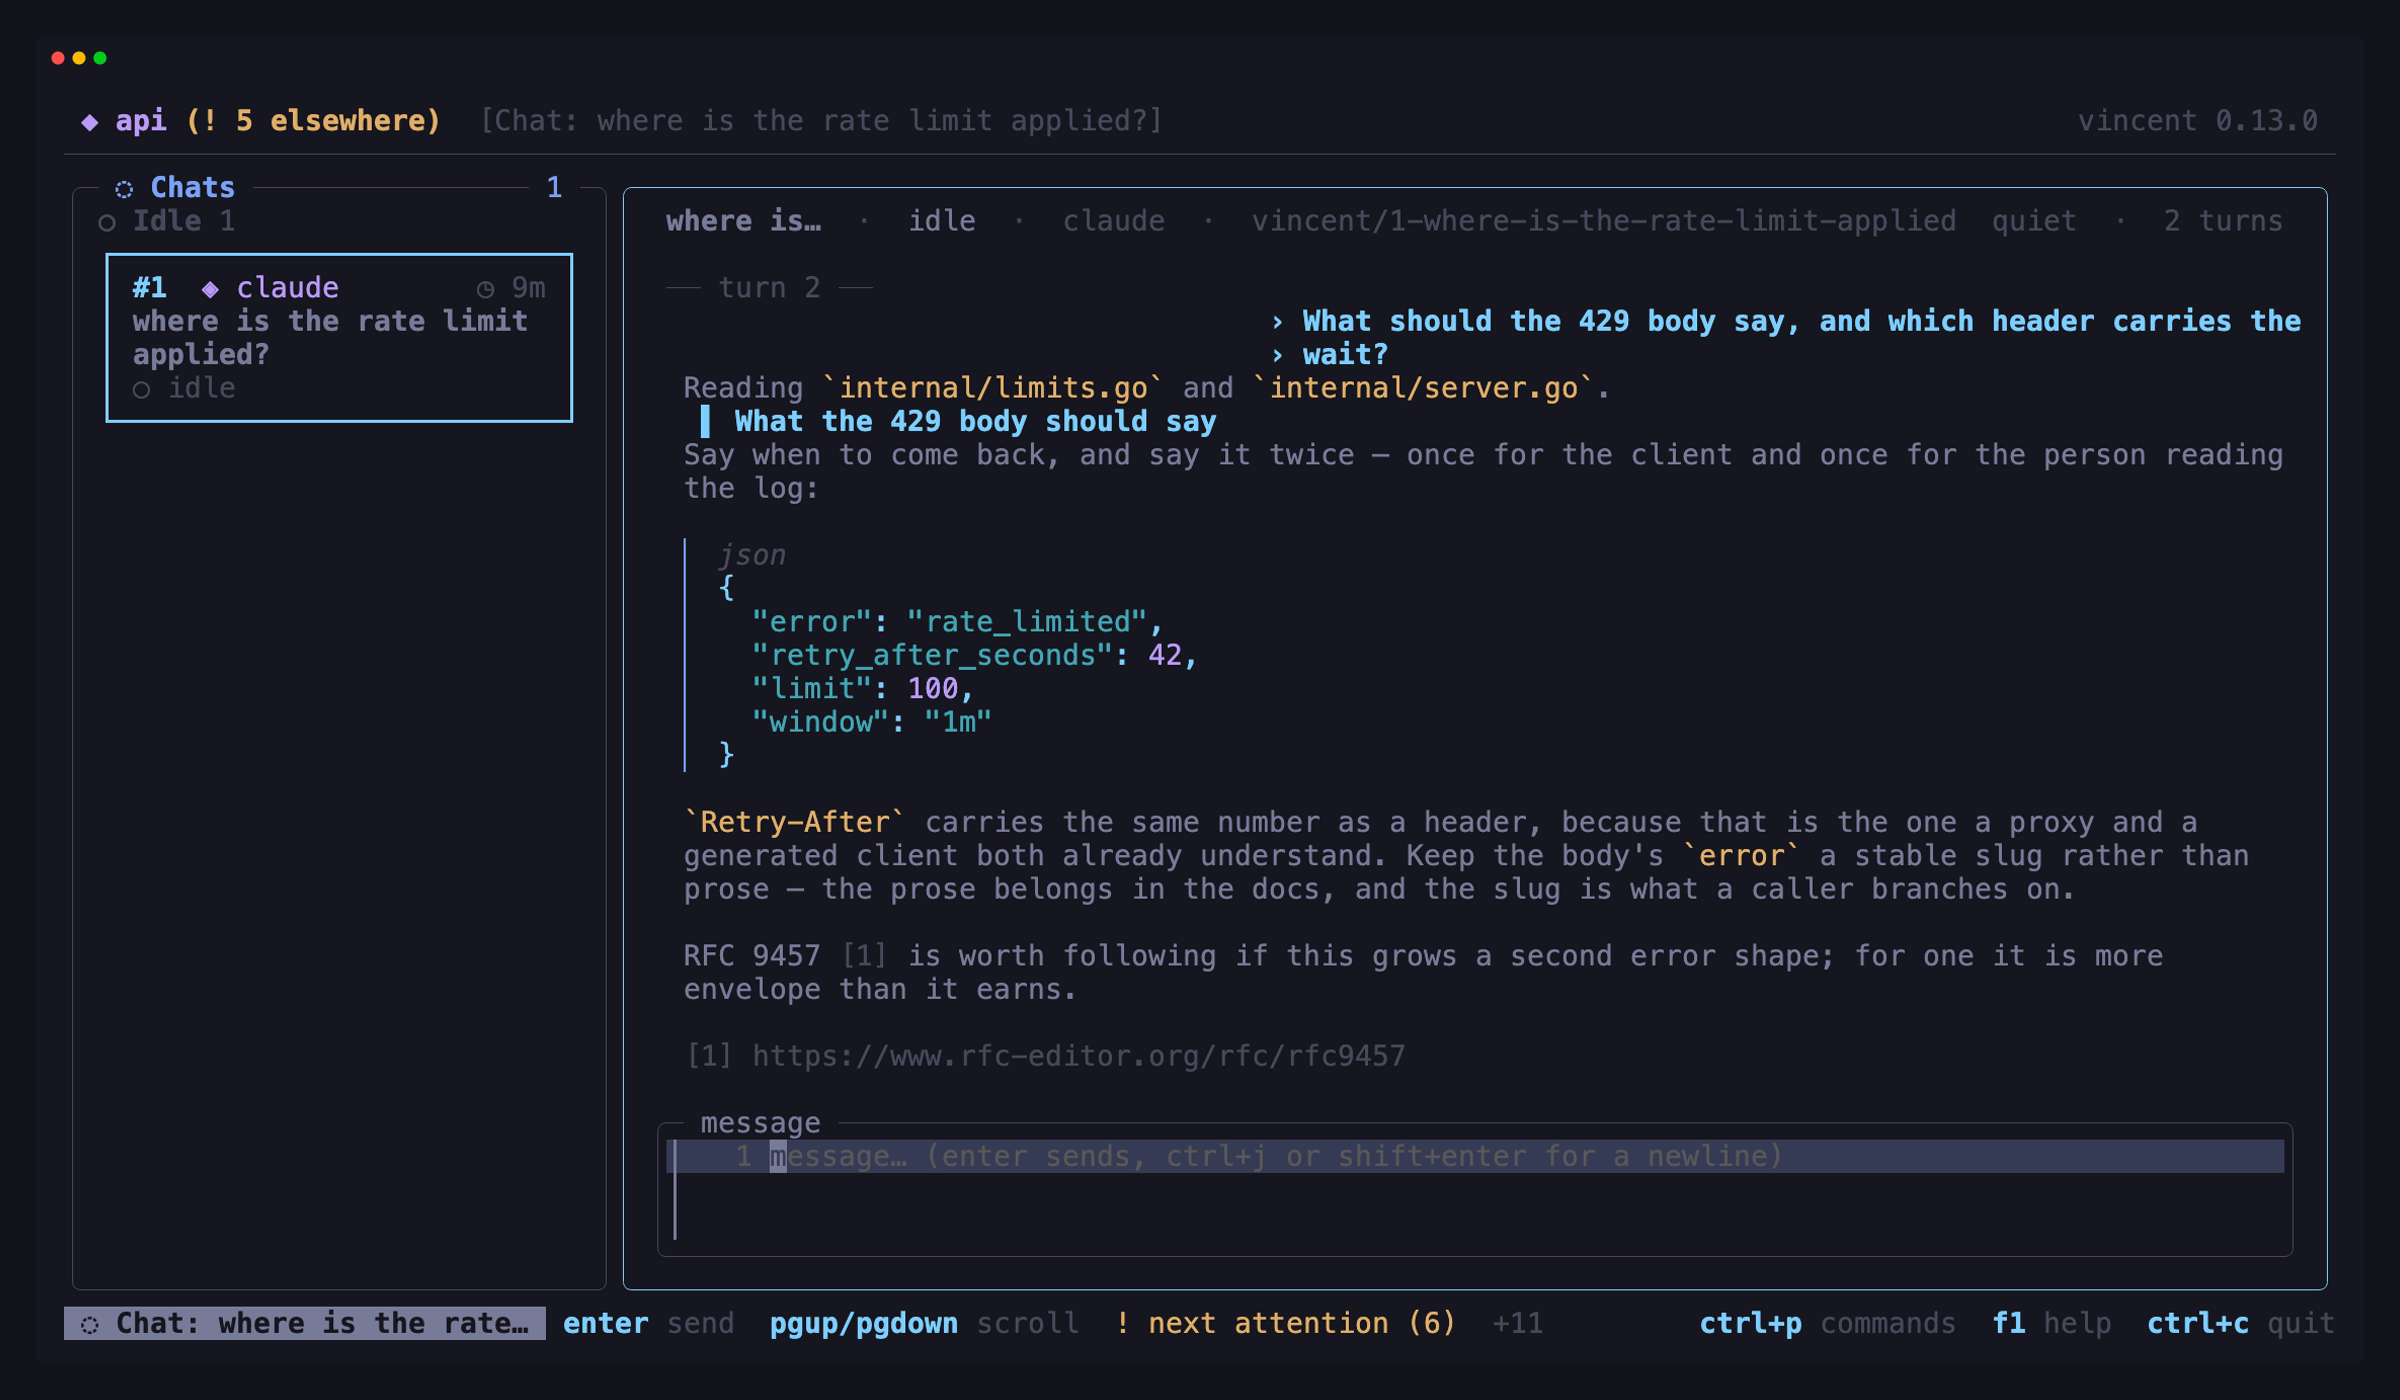 ◆ api (! 5 elsewhere) [Chat: where is the rate limit applied?] vincent 0.13.0
Chats 1
○ Idle 1
#1 ◈ claude ◷ 9m
where is the rate limit
applied?
○ idle
where is… · idle · claude · vincent/1-where-is-the-rate-limit-applied quiet · 2 turns
── turn 2 ──
› What should the 429 body say, and which header carries the
› wait?
Reading `internal/limits.go` and `internal/server.go`.
▌ What the 429 body should say
Say when to come back, and say it twice — once for the client and once for the person reading
the log:
json
{
"error": "rate_limited",
"retry_after_seconds": 42,
"limit": 100,
"window": "1m"
}
`Retry-After` carries the same number as a header, because that is the one a proxy and a
generated client both already understand. Keep the body's `error` a stable slug rather than
prose — the prose belongs in the docs, and the slug is what a caller branches on.
RFC 9457 [1] is worth following if this grows a second error shape; for one it is more
envelope than it earns.
[1] https://www.rfc-editor.org/rfc/rfc9457
message
1 message… (enter sends, ctrl+j or shift+enter for a newline)
Chat: where is the rate… enter send pgup/pgdown scroll ! next attention (6) +11 ctrl+p commands f1 help ctrl+c quit